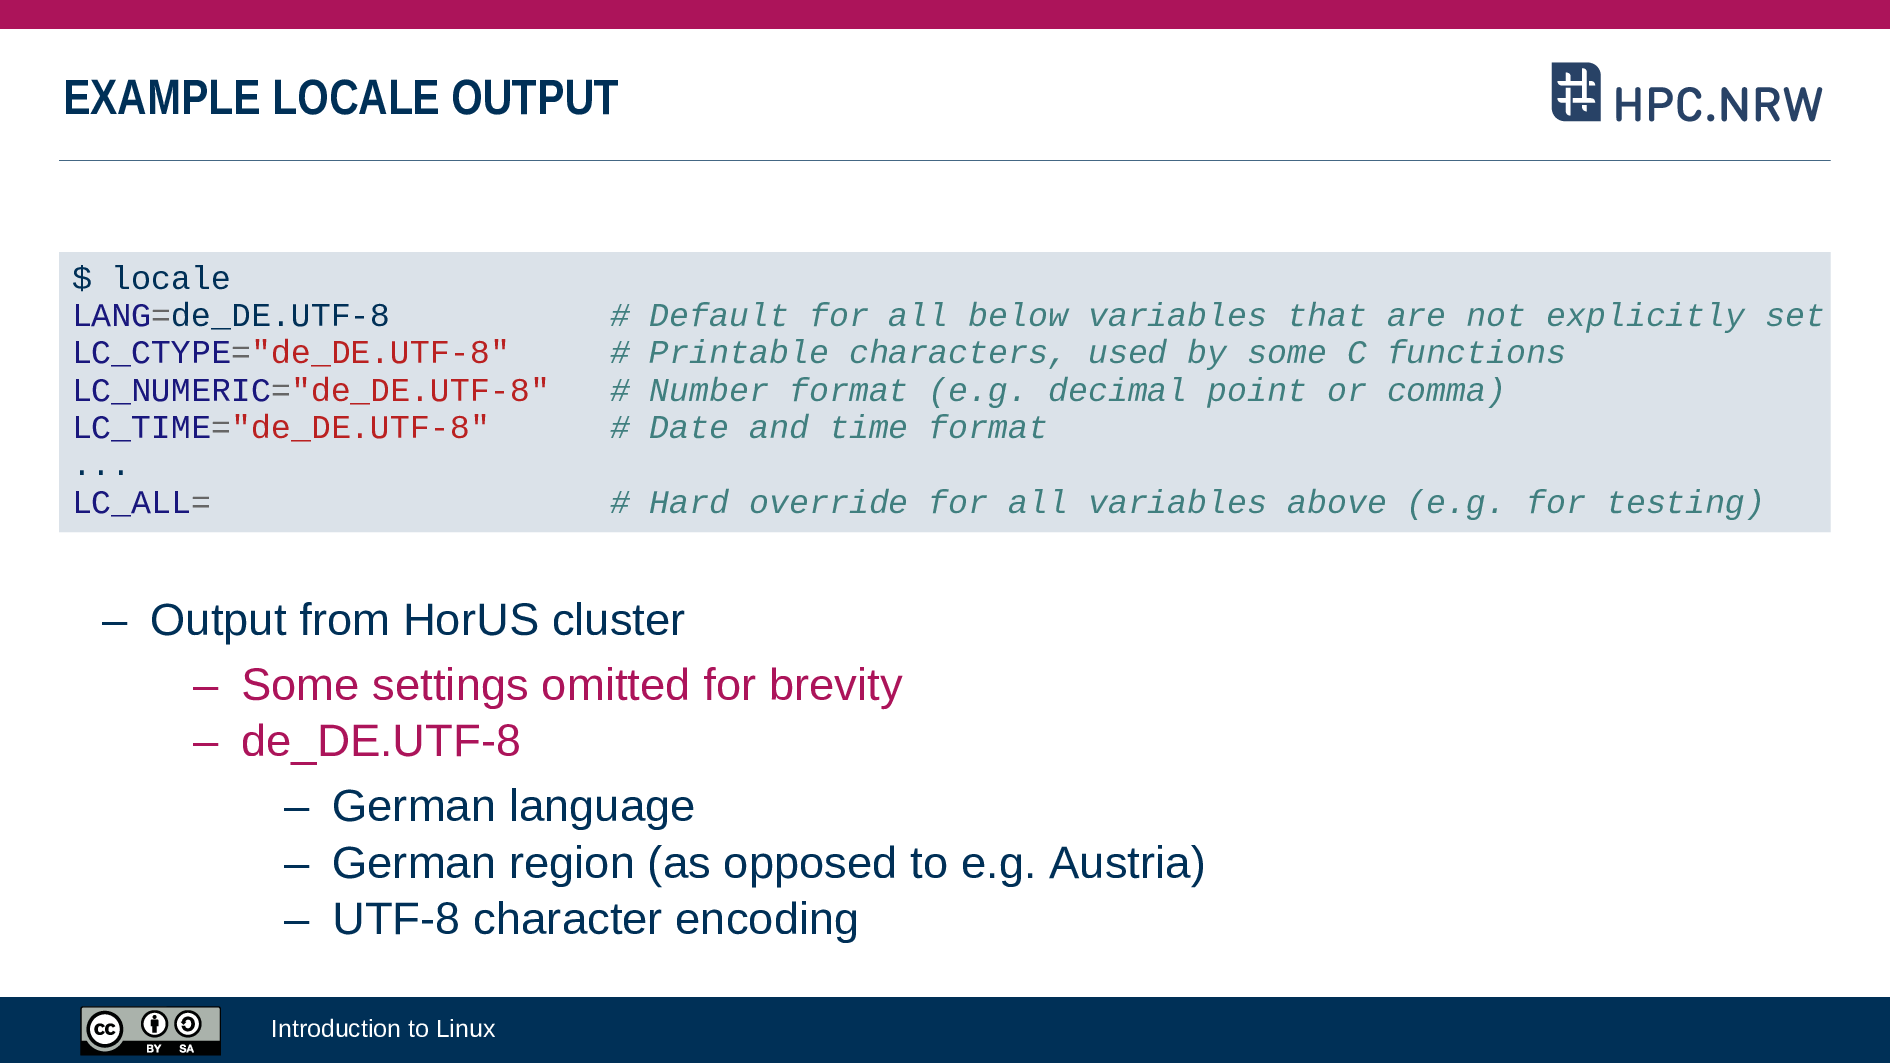 EXAMPLE LOCALE OUTPUT
HPC.NRW
$ locale
LANG=de_DE.UTF-8 # Default for all below variables that are not explicitly set
LC_CTYPE="de_DE.UTF-8" # Printable characters, used by some C functions
LC_NUMERIC="de_DE.UTF-8" # Number format (e.g. decimal point or comma)
LC_TIME="de_DE.UTF-8" # Date and time format
...
LC_ALL= # Hard override for all variables above (e.g. for testing)
– Output from HorUS cluster
– Some settings omitted for brevity
– de_DE.UTF-8
– German language
– German region (as opposed to e.g. Austria)
– UTF-8 character encoding
cc BY SA
Introduction to Linux